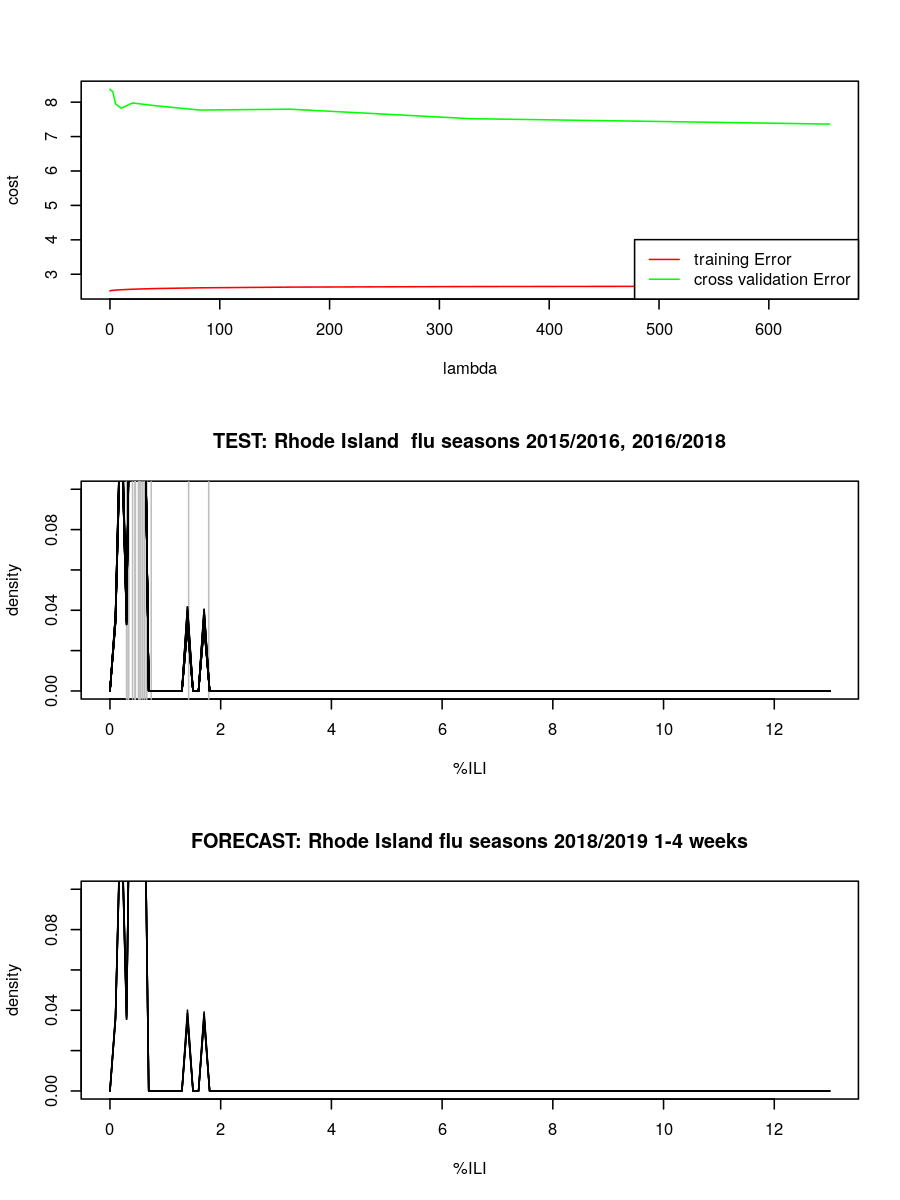 8
7
6
5
4
3
cost
training Error
cross validation Error
0 100 200 300 400 500 600
lambda
TEST: Rhode Island  flu seasons 2015/2016, 2016/2018
0.08
0.04
0.00
density
0 2 4 6 8 10 12
%ILI
FORECAST: Rhode Island flu seasons 2018/2019 1-4 weeks
0.08
0.04
0.00
density
0 2 4 6 8 10 12
%ILI